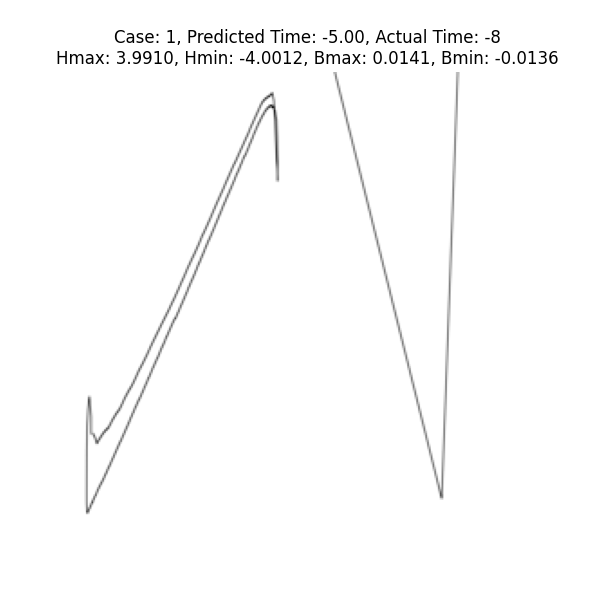 Case: 1, Predicted Time: -5.00, Actual Time: -8
Hmax: 3.9910, Hmin: -4.0012, Bmax: 0.0141, Bmin: -0.0136